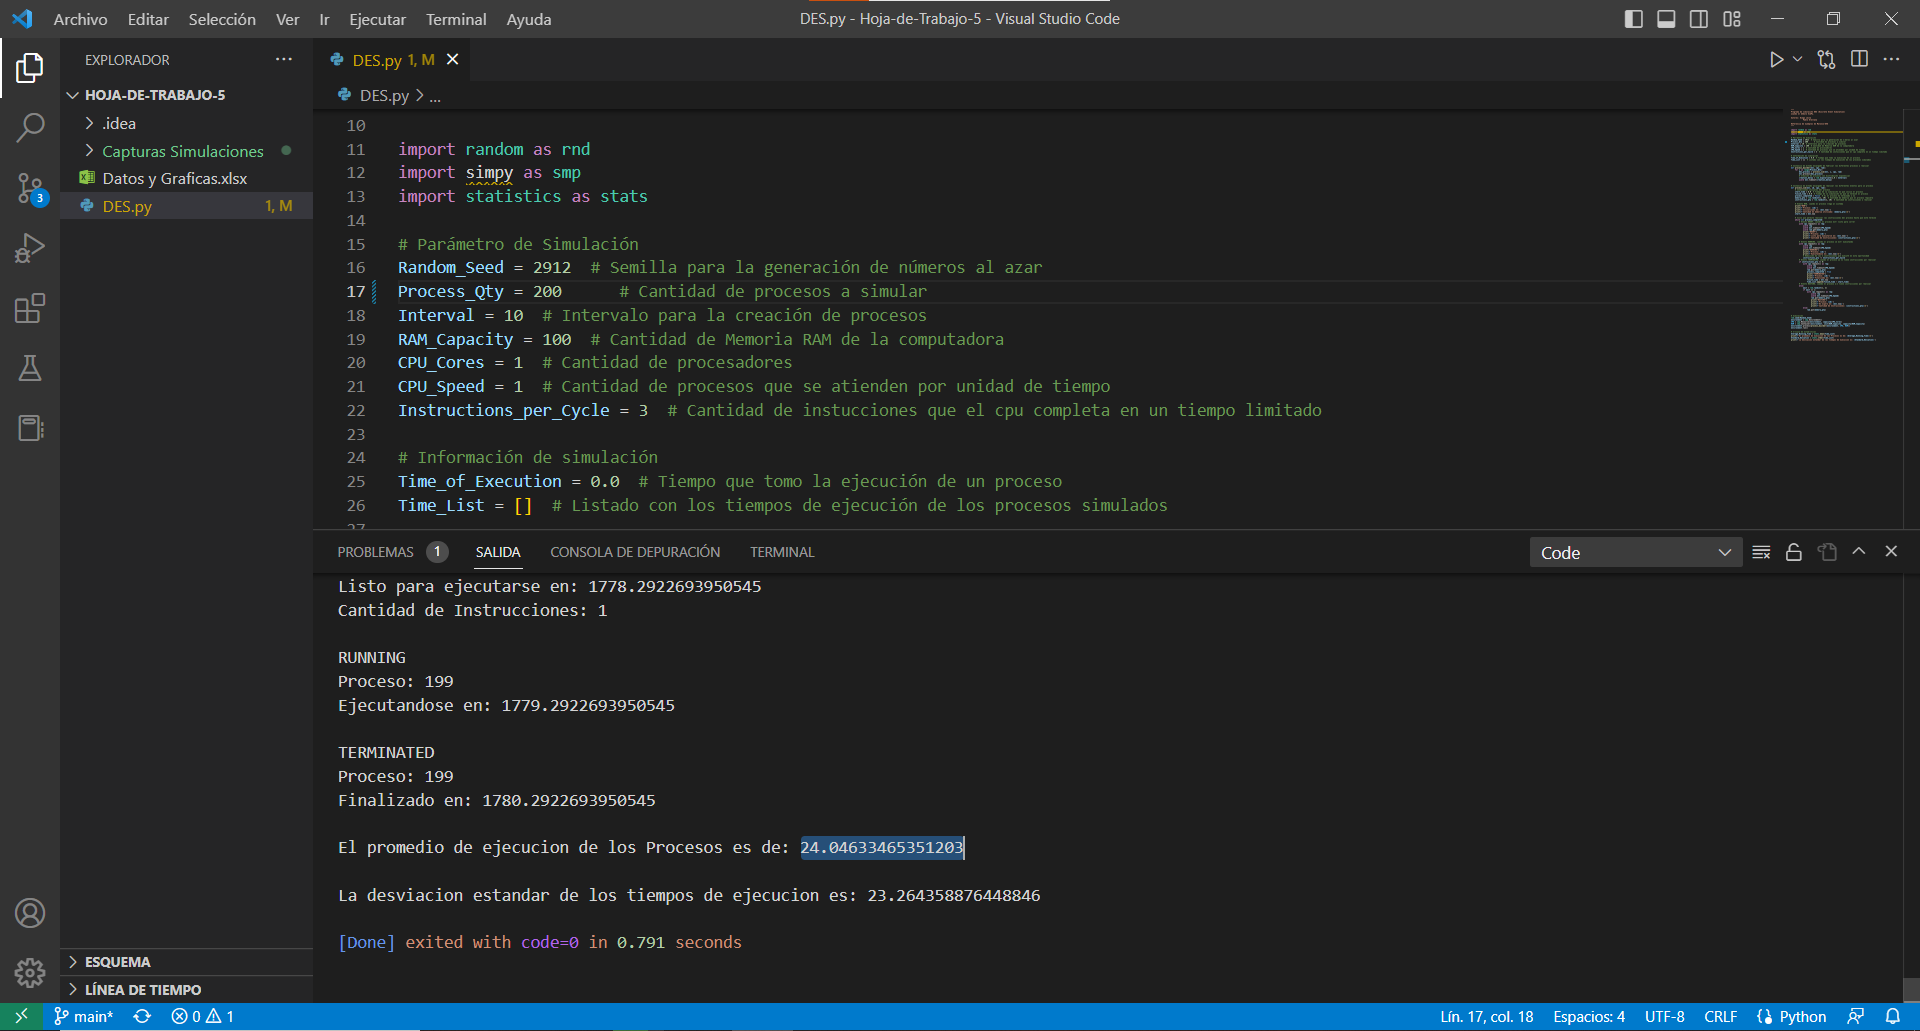 Archivo Editar Selección Ver Ir Ejecutar Terminal Ayuda
DES.py - Hoja-de-Trabajo-5 - Visual Studio Code
EXPLORADOR
HOJA-DE-TRABAJO-5
.idea
Capturas Simulaciones
Datos y Graficas.xlsx
DES.py 1, M
3
ESQUEMA
LÍNEA DE TIEMPO
DES.py 1, M
DES.py > ...
10
11 import random as rnd
12 import simpy as smp
13 import statistics as stats
14
15 # Parámetro de Simulación
16 Random_Seed = 2912 # Semilla para la generación de números al azar
17 Process_Qty = 200 # Cantidad de procesos a simular
18 Interval = 10 # Intervalo para la creación de procesos
19 RAM_Capacity = 100 # Cantidad de Memoria RAM de la computadora
20 CPU_Cores = 1 # Cantidad de procesadores
21 CPU_Speed = 1 # Cantidad de procesos que se atienden por unidad de tiempo
22 Instructions_per_Cycle = 3 # Cantidad de instucciones que el cpu completa en un tiempo limitado
23
24 # Información de simulación
25 Time_of_Execution = 0.0 # Tiempo que tomo la ejecución de un proceso
26 Time_List = [] # Listado con los tiempos de ejecución de los procesos simulados
27
PROBLEMAS 1 SALIDA CONSOLA DE DEPURACIÓN TERMINAL Code
Listo para ejecutarse en: 1778.2922693950545
Cantidad de Instrucciones: 1
RUNNING
Proceso: 199
Ejecutandose en: 1779.2922693950545
TERMINATED
Proceso: 199
Finalizado en: 1780.2922693950545
El promedio de ejecucion de los Procesos es de: 24.04633465351203
La desviacion estandar de los tiempos de ejecucion es: 23.264358876448846
[Done] exited with code=0 in 0.791 seconds
main* 0 1 Lín. 17, col. 18 Espacios: 4 UTF-8 CRLF Python